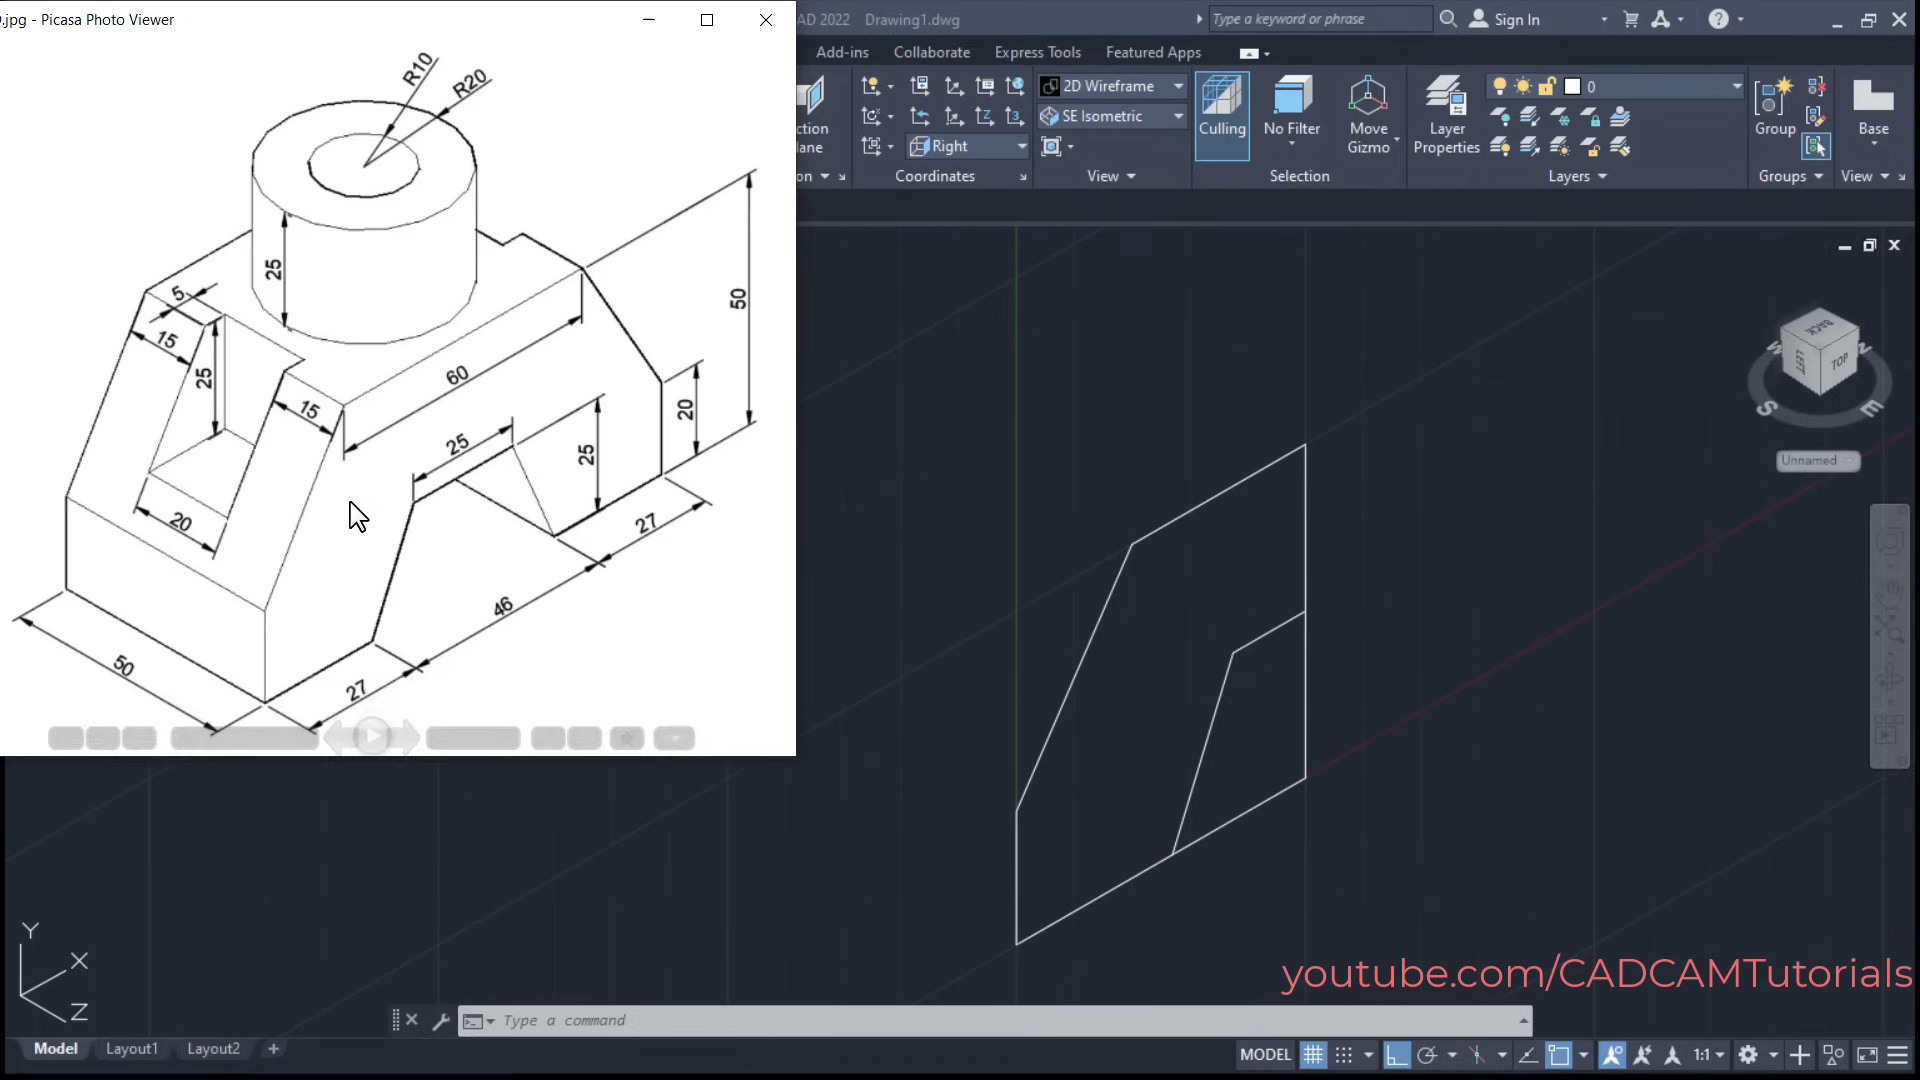 ).jpg - Picasa Photo Viewer
R10
R20
25
5
15
25
15
60
25
25
20
50
20
27
46
27
50
CAD 2022 Drawing1.dwg
Type a keyword or phrase
Sign In
Add-ins Collaborate Express Tools Featured Apps
2D Wireframe
SE Isometric
Right
ction
lane
Culling
No Filter
Move
Gizmo
Layer
Properties
0
Group
Base
Coordinates
View
Selection
Layers
Groups
View
BACK
LEFT
TOP
W
N
S
E
Unnamed
Y
X
Z
youtube.com/CADCAMTutorials
Type a command
Model Layout1 Layout2 +
MODEL
1:1